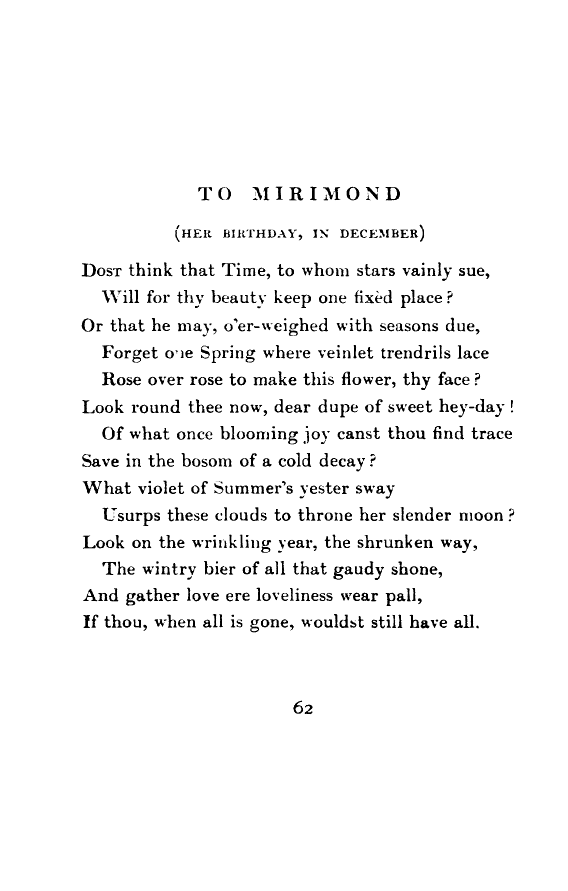 TO MIRIMOND
(HER BIRTHDAY, IN DECEMBER)
DOST think that Time, to whom stars vainly sue,
Will for thy beauty keep one fixèd place?
Or that he may, o'er-weighed with seasons due,
Forget one Spring where veinlet trendrils lace
Rose over rose to make this flower, thy face?
Look round thee now, dear dupe of sweet hey-day!
Of what once blooming joy canst thou find trace
Save in the bosom of a cold decay?
What violet of Summer's yester sway
Usurps these clouds to throne her slender moon?
Look on the wrinkling year, the shrunken way,
The wintry bier of all that gaudy shone,
And gather love ere loveliness wear pall,
If thou, when all is gone, wouldst still have all.
62